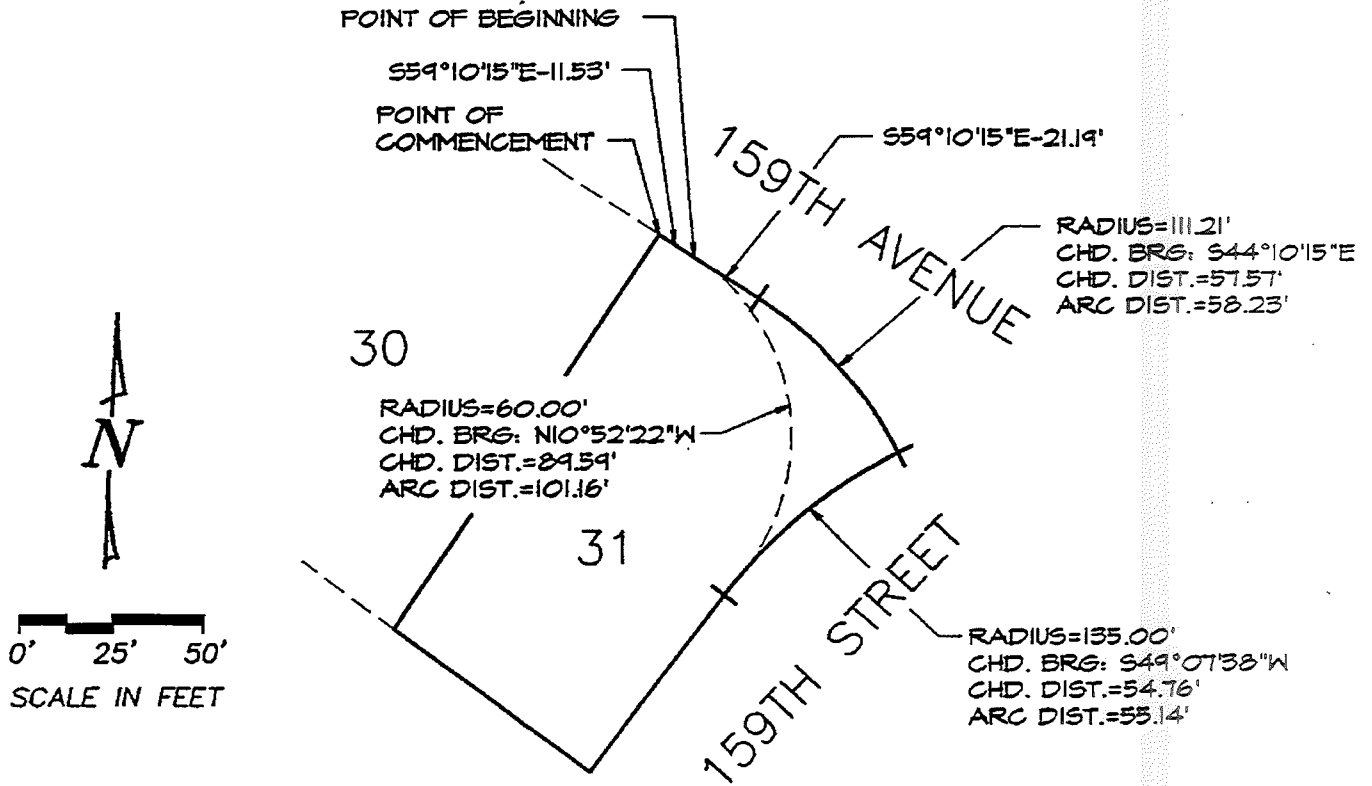 POINT OF BEGINNING
S59°10'15"E-11.53'
POINT OF
COMMENCEMENT
S59°10'15"E-21.19'
159TH AVENUE
RADIUS=111.21'
CHD. BRG: S44°10'15"E
CHD. DIST.=57.57'
ARC DIST.=58.23'
30
RADIUS=60.00'
CHD. BRG: N10°52'22"W
CHD. DIST.=89.59'
ARC DIST.=101.16'
N
31
159TH STREET
0' 25' 50'
SCALE IN FEET
RADIUS=135.00'
CHD. BRG: S49°07'38"W
CHD. DIST.=54.76'
ARC DIST.=55.14'